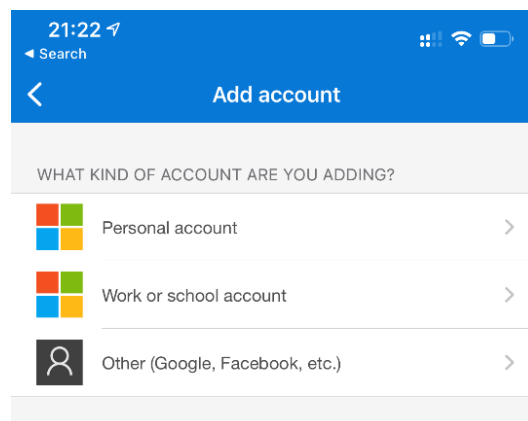 21:22
◀ Search
Add account
WHAT KIND OF ACCOUNT ARE YOU ADDING?
Personal account
Work or school account
Other (Google, Facebook, etc.)